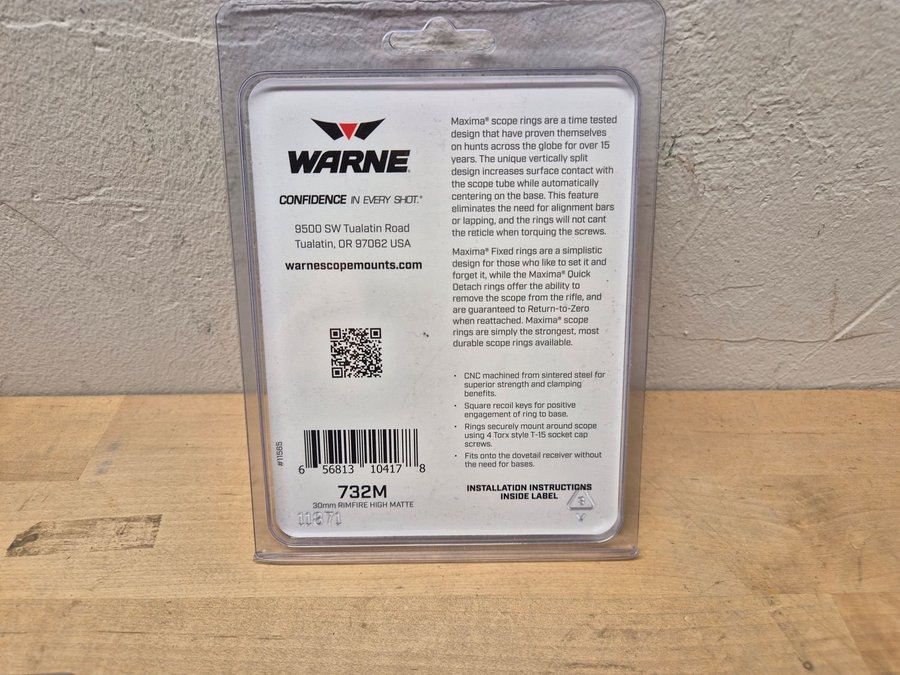 WARNE
CONFIDENCE IN EVERY SHOT.®
9500 SW Tualatin Road
Tualatin, OR 97062 USA
warnescopemounts.com
#11565
6 56813 10417 8
732M
30mm RIMFIRE HIGH MATTE
11871
Maxima® scope rings are a time tested
design that have proven themselves
on hunts across the globe for over 15
years. The unique vertically split
design increases surface contact with
the scope tube while automatically
centering on the base. This feature
eliminates the need for alignment bars
or lapping, and the rings will not cant
the reticle when torquing the screws.
Maxima® Fixed rings are a simplistic
design for those who like to set it and
forget it, while the Maxima® Quick
Detach rings offer the ability to
remove the scope from the rifle, and
are guaranteed to Return-to-Zero
when reattached. Maxima® scope
rings are simply the strongest, most
durable scope rings available.
• CNC machined from sintered steel for
superior strength and clamping
benefits.
• Square recoil keys for positive
engagement of ring to base.
• Rings securely mount around scope
using 4 Torx style T-15 socket cap
screws.
• Fits onto the dovetail receiver without
the need for bases.
INSTALLATION INSTRUCTIONS
INSIDE LABEL